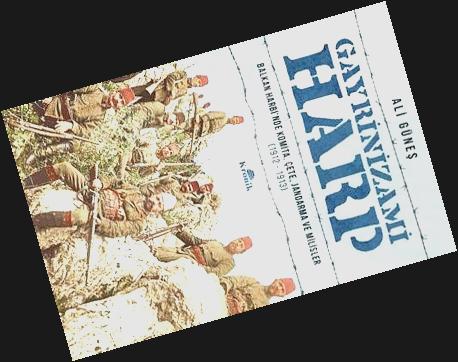 ALİ GÜNEŞ
GAYRİNİZAMİ
HARP
BALKAN HARBİ'NDE KOMİTA, ÇETE, JANDARMA VE MİLİSLER
(1912 - 1913)
Kronik